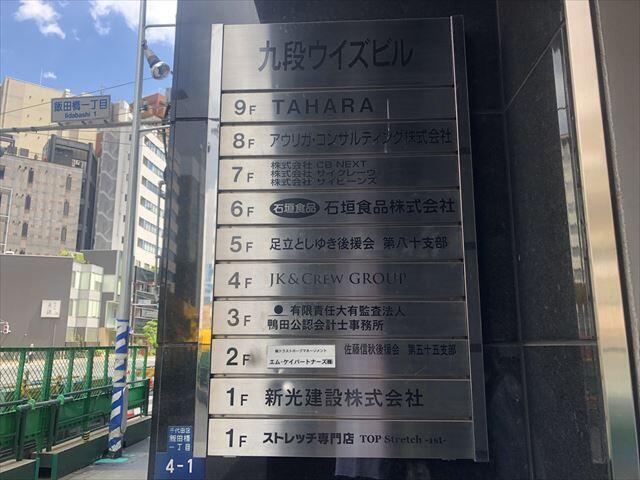 九段ウイズビル
飯田橋一丁目
Iidabashi 1
9F TAHARA
8F アウリガ・コンサルティング株式会社
7F 株式会社 CB NEXT
株式会社 サイクレーウ
株式会社 サイビーンズ
6F 石垣食品 石垣食品株式会社
5F 足立としゆき後援会 第八十支部
4F JK&CREW GROUP
3F ● 有限責任大有監査法人
鴨田公認会計士事務所
2F エム・ケイパートナーズ㈱ 佐藤信秋後援会 第五十五支部
1F 新光建設株式会社
1F ストレッチ専門店 TOP Stretch -1st-
千代田区
飯田橋
一丁目
4-1